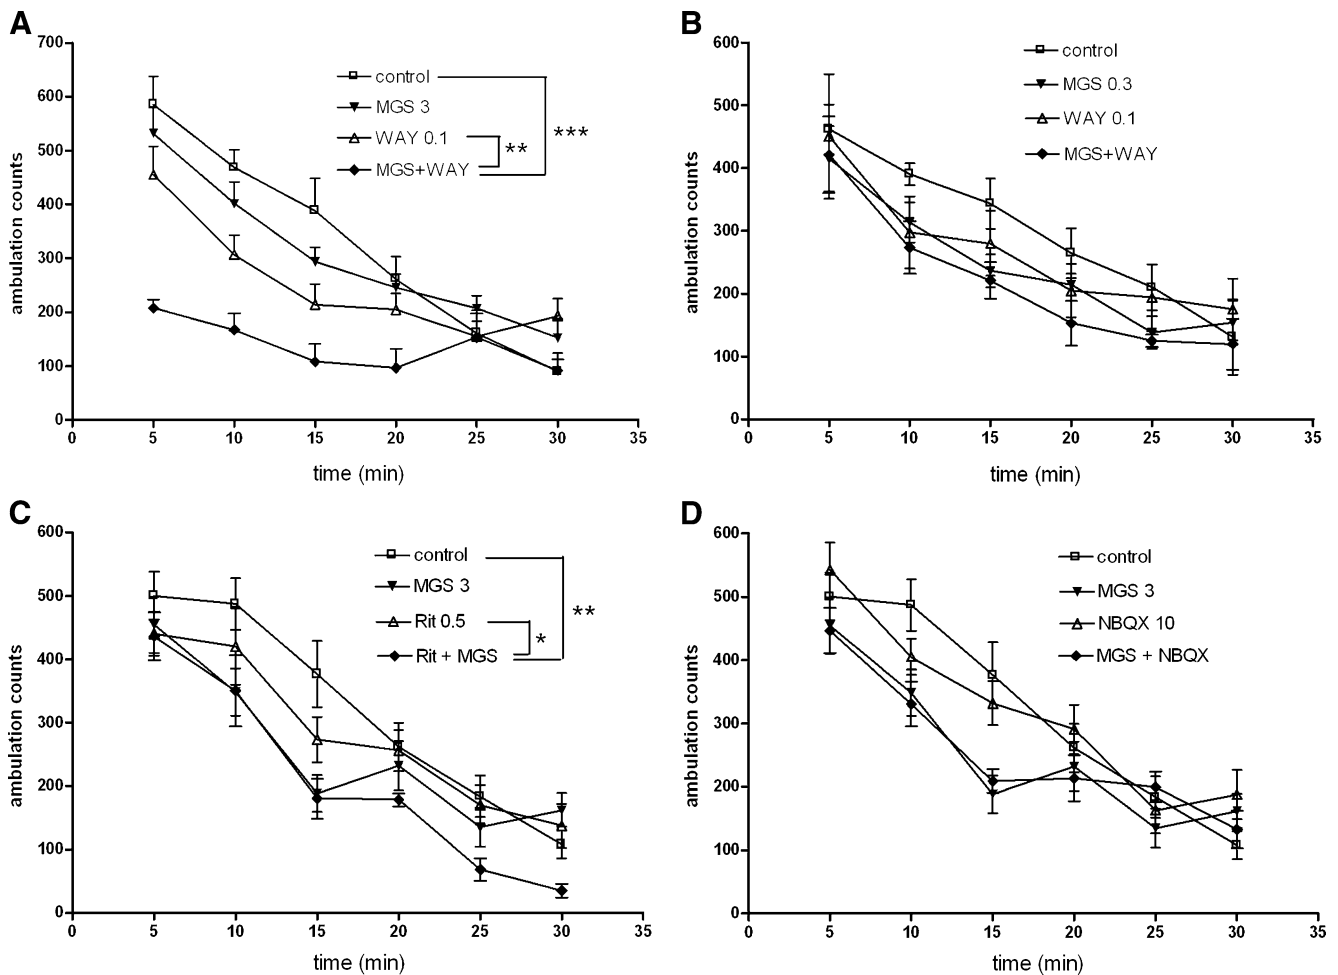 A
700
600
500
400
300
200
100
0
0 5 10 15 20 25 30 35
ambulation counts
time (min)
control
MGS 3
WAY 0.1
MGS+WAY
**
***
B
600
500
400
300
200
100
0
0 5 10 15 20 25 30 35
ambulation counts
time (min)
control
MGS 0.3
WAY 0.1
MGS+WAY
C
600
500
400
300
200
100
0
0 5 10 15 20 25 30 35
ambulation counts
time (min)
control
MGS 3
Rit 0.5
Rit + MGS
*
**
D
600
500
400
300
200
100
0
0 5 10 15 20 25 30 35
ambulation counts
time (min)
control
MGS 3
NBQX 10
MGS + NBQX